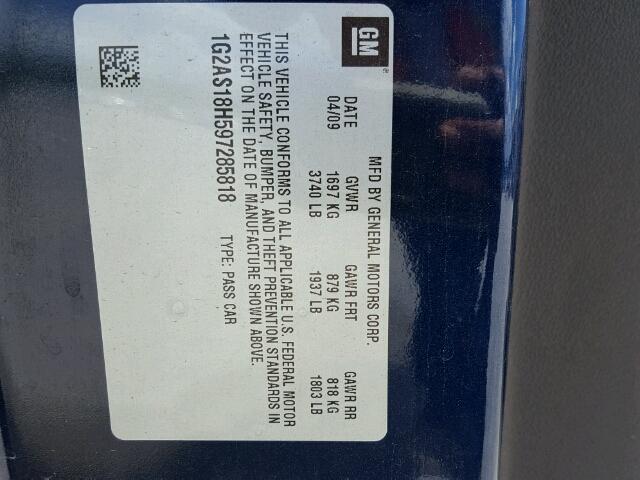 GM
MFD BY GENERAL MOTORS CORP.
DATE GVWR GAWR FRT GAWR RR
04/09 1697 KG 879 KG 818 KG
3740 LB 1937 LB 1803 LB
THIS VEHICLE CONFORMS TO ALL APPLICABLE U.S. FEDERAL MOTOR
VEHICLE SAFETY, BUMPER, AND THEFT PREVENTION STANDARDS IN
EFFECT ON THE DATE OF MANUFACTURE SHOWN ABOVE.
1G2AS18H597285818 TYPE: PASS CAR